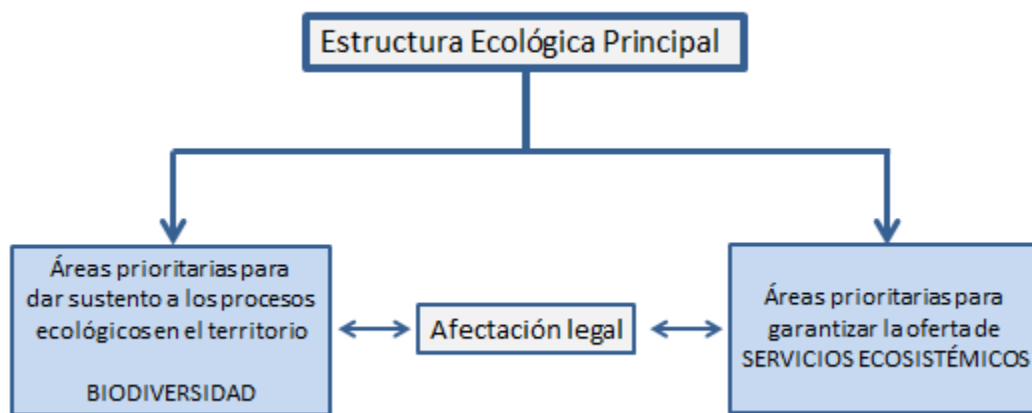 Estructura Ecológica Principal
Áreas prioritarias para
dar sustento a los procesos
ecológicos en el territorio
BIODIVERSIDAD
Afectación legal
Áreas prioritarias para
garantizar la oferta de
SERVICIOS ECOSISTÉMICOS